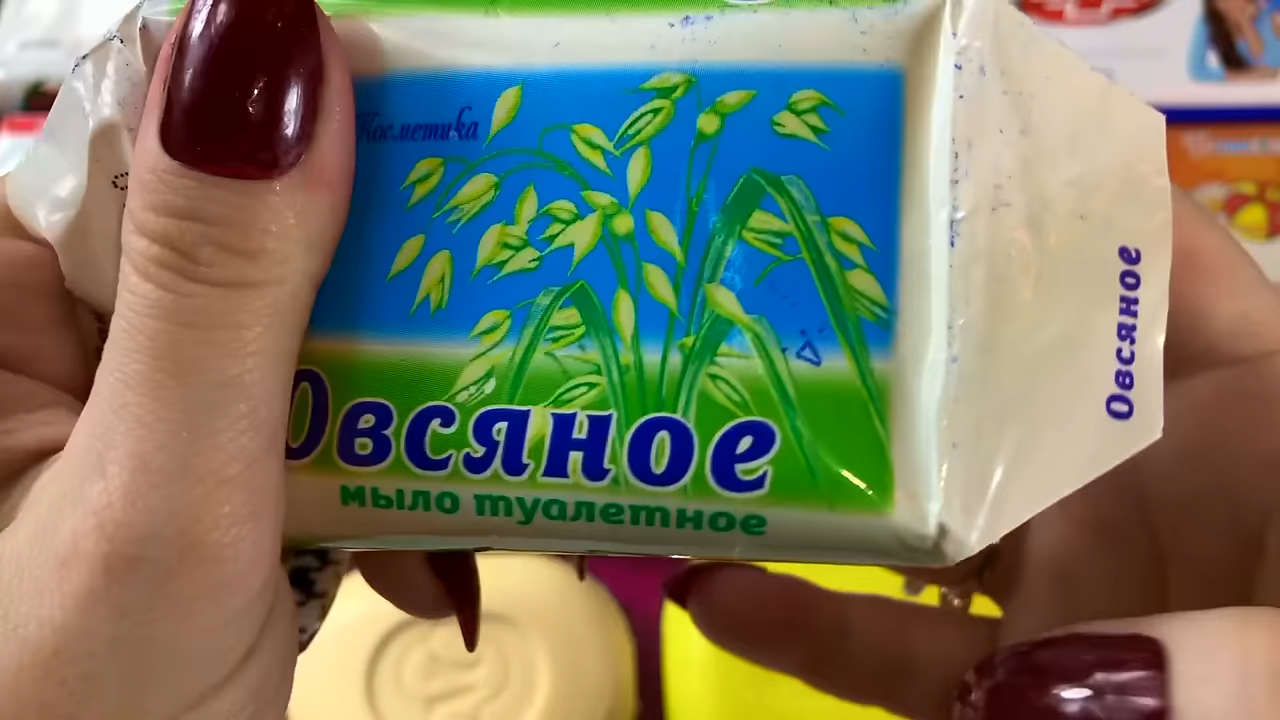 Косметика
Овсяное
мыло туалетное
Овсяное